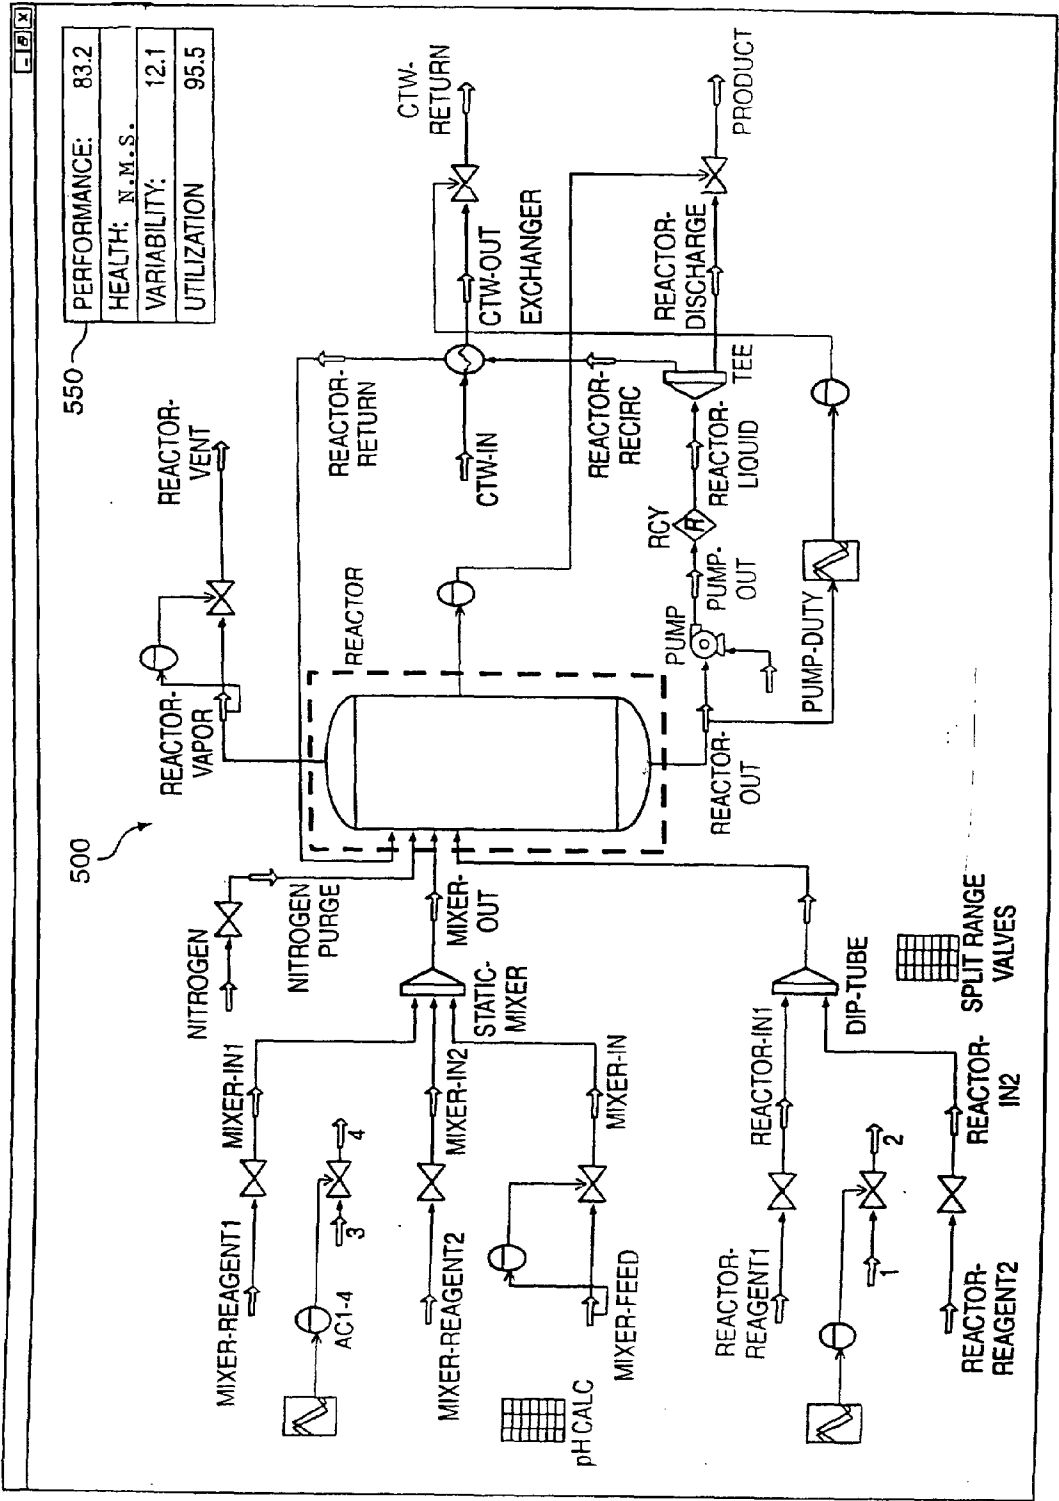 PERFORMANCE: 83.2
HEALTH: N.M.S.
VARIABILITY: 12.1
UTILIZATION 95.5
550
500
REACTOR-
VENT
REACTOR-
VAPOR
NITROGEN
NITROGEN
PURGE
MIXER-REAGENT1
MIXER-IN1
AC1-4
3
4
MIXER-REAGENT2
MIXER-IN2
STATIC-
MIXER
MIXER-
OUT
MIXER-FEED
MIXER-IN
pH CALC
REACTOR
REACTOR-
RETURN
CTW-IN
CTW-OUT
EXCHANGER
CTW-
RETURN
REACTOR-
RECIRC
REACTOR-
DISCHARGE
PRODUCT
TEE
RCY
R
REACTOR-
LIQUID
PUMP
PUMP-
OUT
PUMP-DUTY
REACTOR-
OUT
REACTOR-
REAGENT1
REACTOR-IN1
DIP-TUBE
1
2
REACTOR-
REAGENT2
REACTOR-
IN2
SPLIT RANGE
VALVES